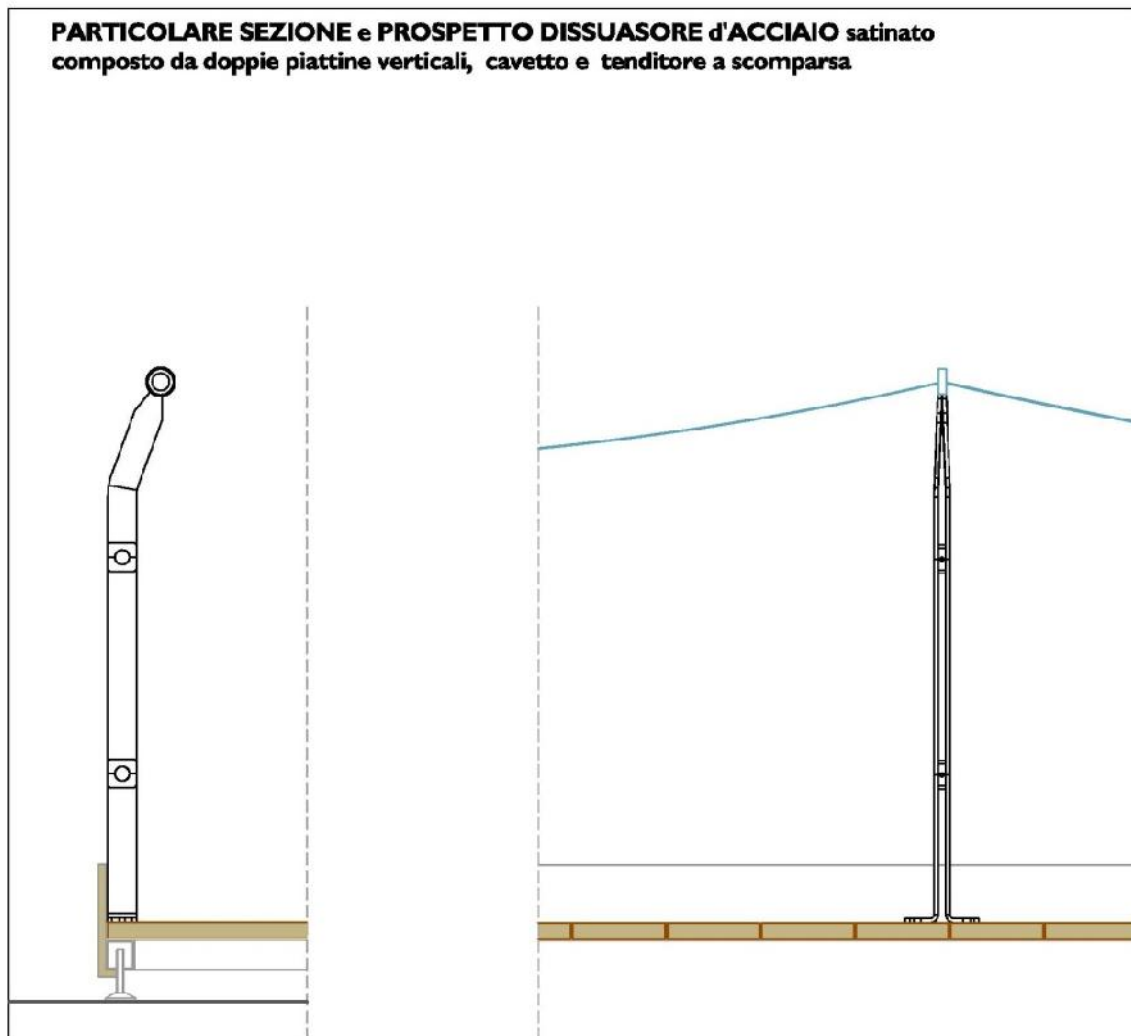 PARTICOLARE SEZIONE e PROSPETTO DISSUASORE d'ACCIAIO satinato
composto da doppie piattine verticali, cavetto e tenditore a scomparsa